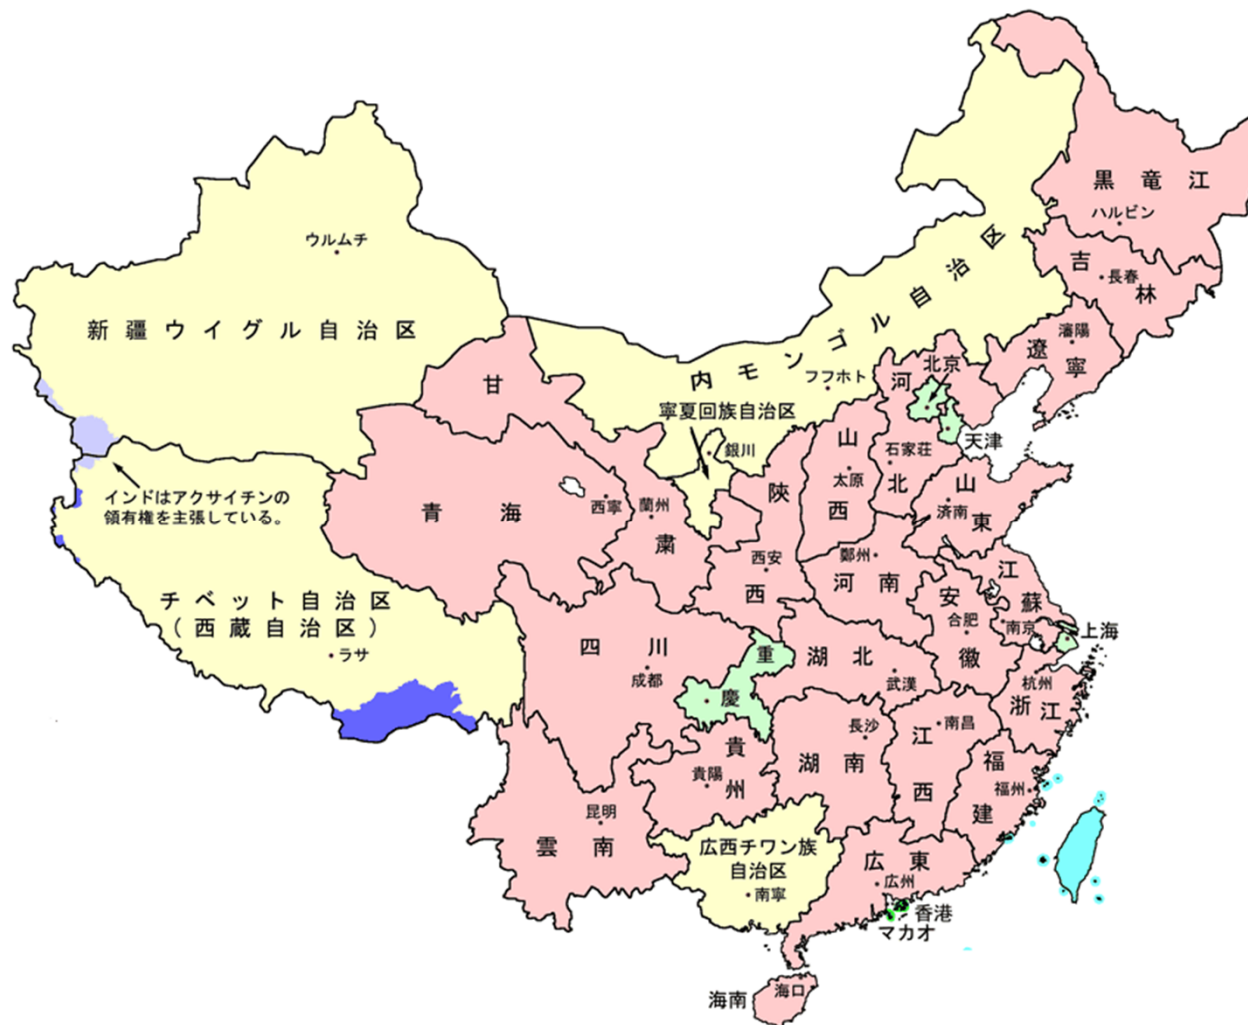 黒竜江
ハルビン
吉林
長春
瀋陽
遼寧
ウルムチ
新疆ウイグル自治区
内モンゴル自治区
フフホト
甘粛
蘭州
寧夏回族自治区
銀川
河北
北京
天津
石家荘
山西
太原
山東
済南
陝西
西安
青海
西寧
インドはアクサイチンの
領有権を主張している。
チベット自治区
(西蔵自治区)
ラサ
鄭州
河南
江蘇
南京
安徽
合肥
上海
四川
成都
重慶
湖北
武漢
杭州
浙江
長沙
湖南
南昌
江西
福建
福州
貴州
貴陽
昆明
雲南
広西チワン族
自治区
南寧
広東
広州
香港
マカオ
海南
海口